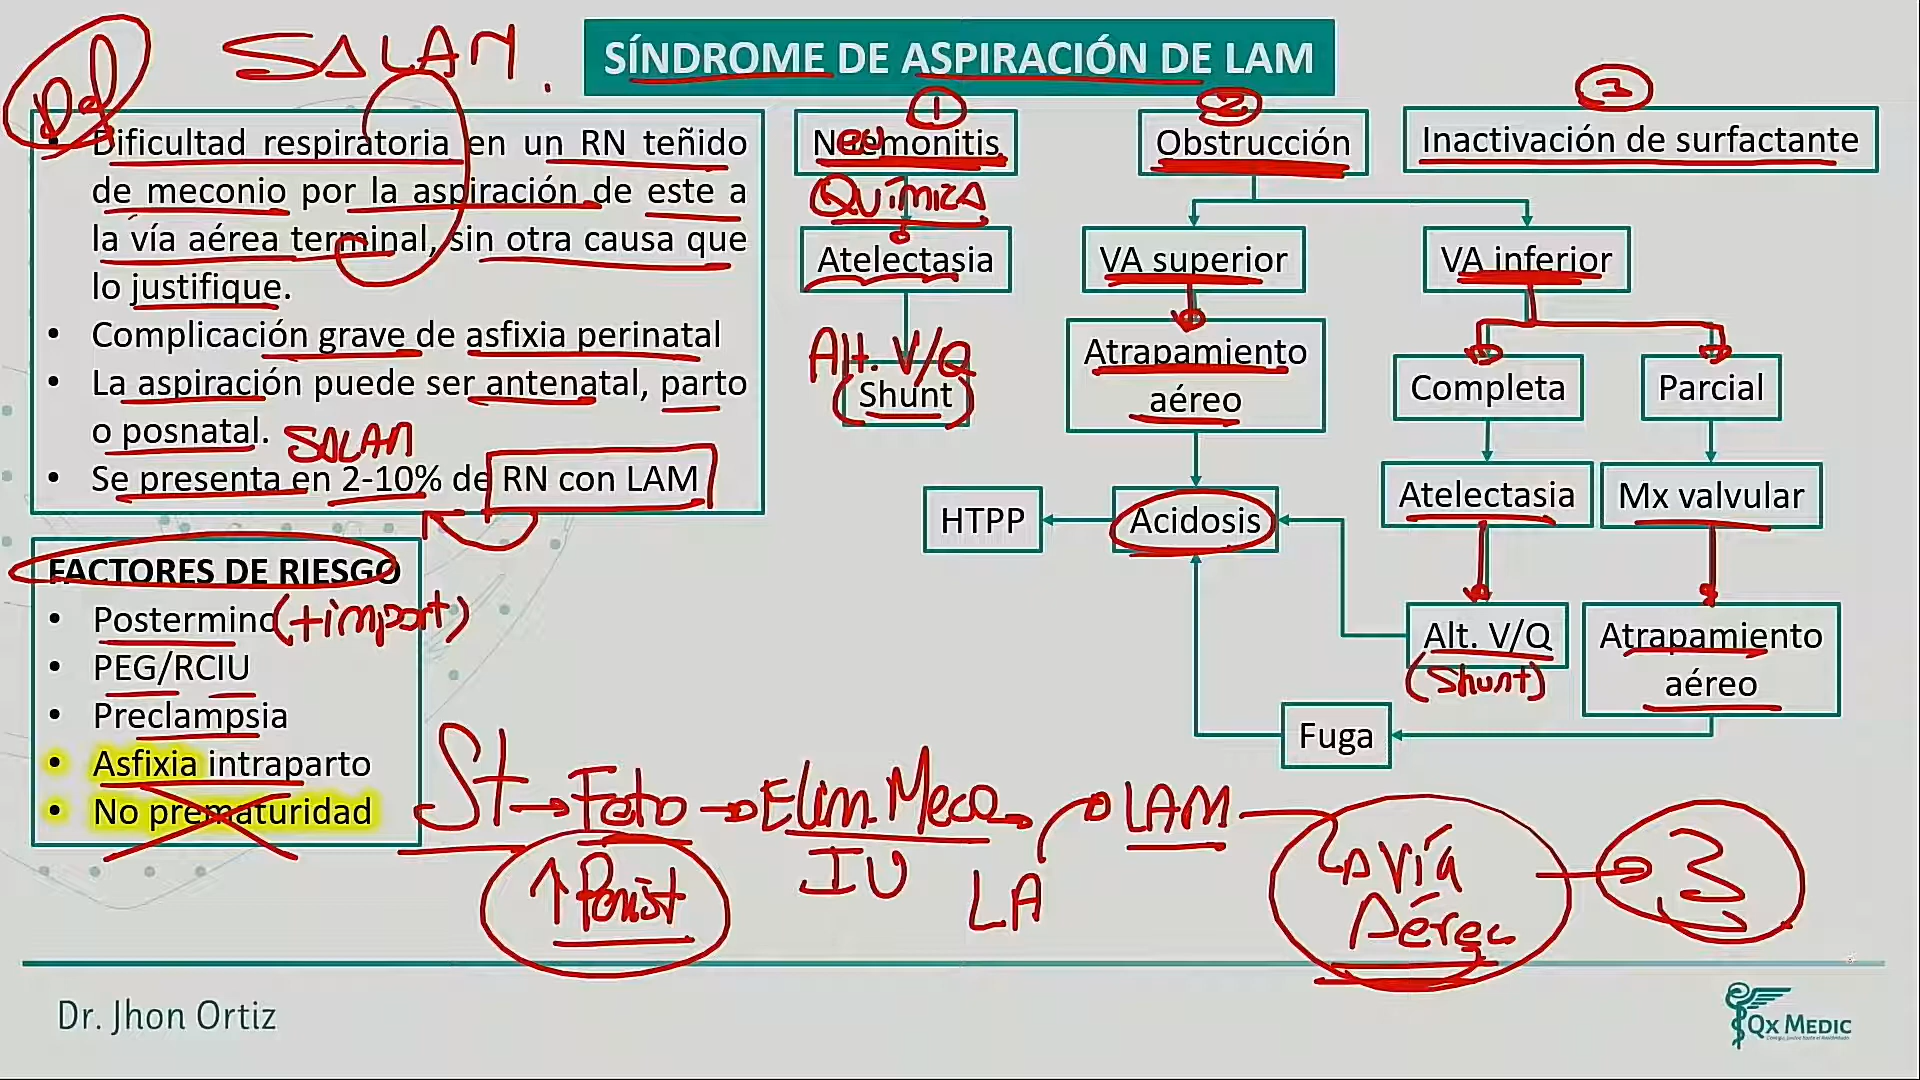 SALAM.
SÍNDROME DE ASPIRACIÓN DE LAM
Def
• Dificultad respiratoria en un RN teñido
de meconio por la aspiración de este a
la vía aérea terminal, sin otra causa que
lo justifique.
• Complicación grave de asfixia perinatal
• La aspiración puede ser antenatal, parto
o posnatal. SALAM
• Se presenta en 2-10% de RN con LAM
FACTORES DE RIESGO
• Postermino (+import)
• PEG/RCIU
• Preclampsia
• Asfixia intraparto
• No prematuridad
1
Neumonitis
QUÍMICA
Atelectasia
Alt. V/Q
(Shunt)
2
Obstrucción
VA superior
Atrapamiento
aéreo
Acidosis
HTPP
VA inferior
Completa
Atelectasia
Alt. V/Q
(Shunt)
Parcial
Mx valvular
Atrapamiento
aéreo
Fuga
3
Inactivación de surfactante
Feto
Elim. Meco
IU
LA
LAM
Vía
Aérea
3
Dr. Jhon Ortiz
QX MEDIC